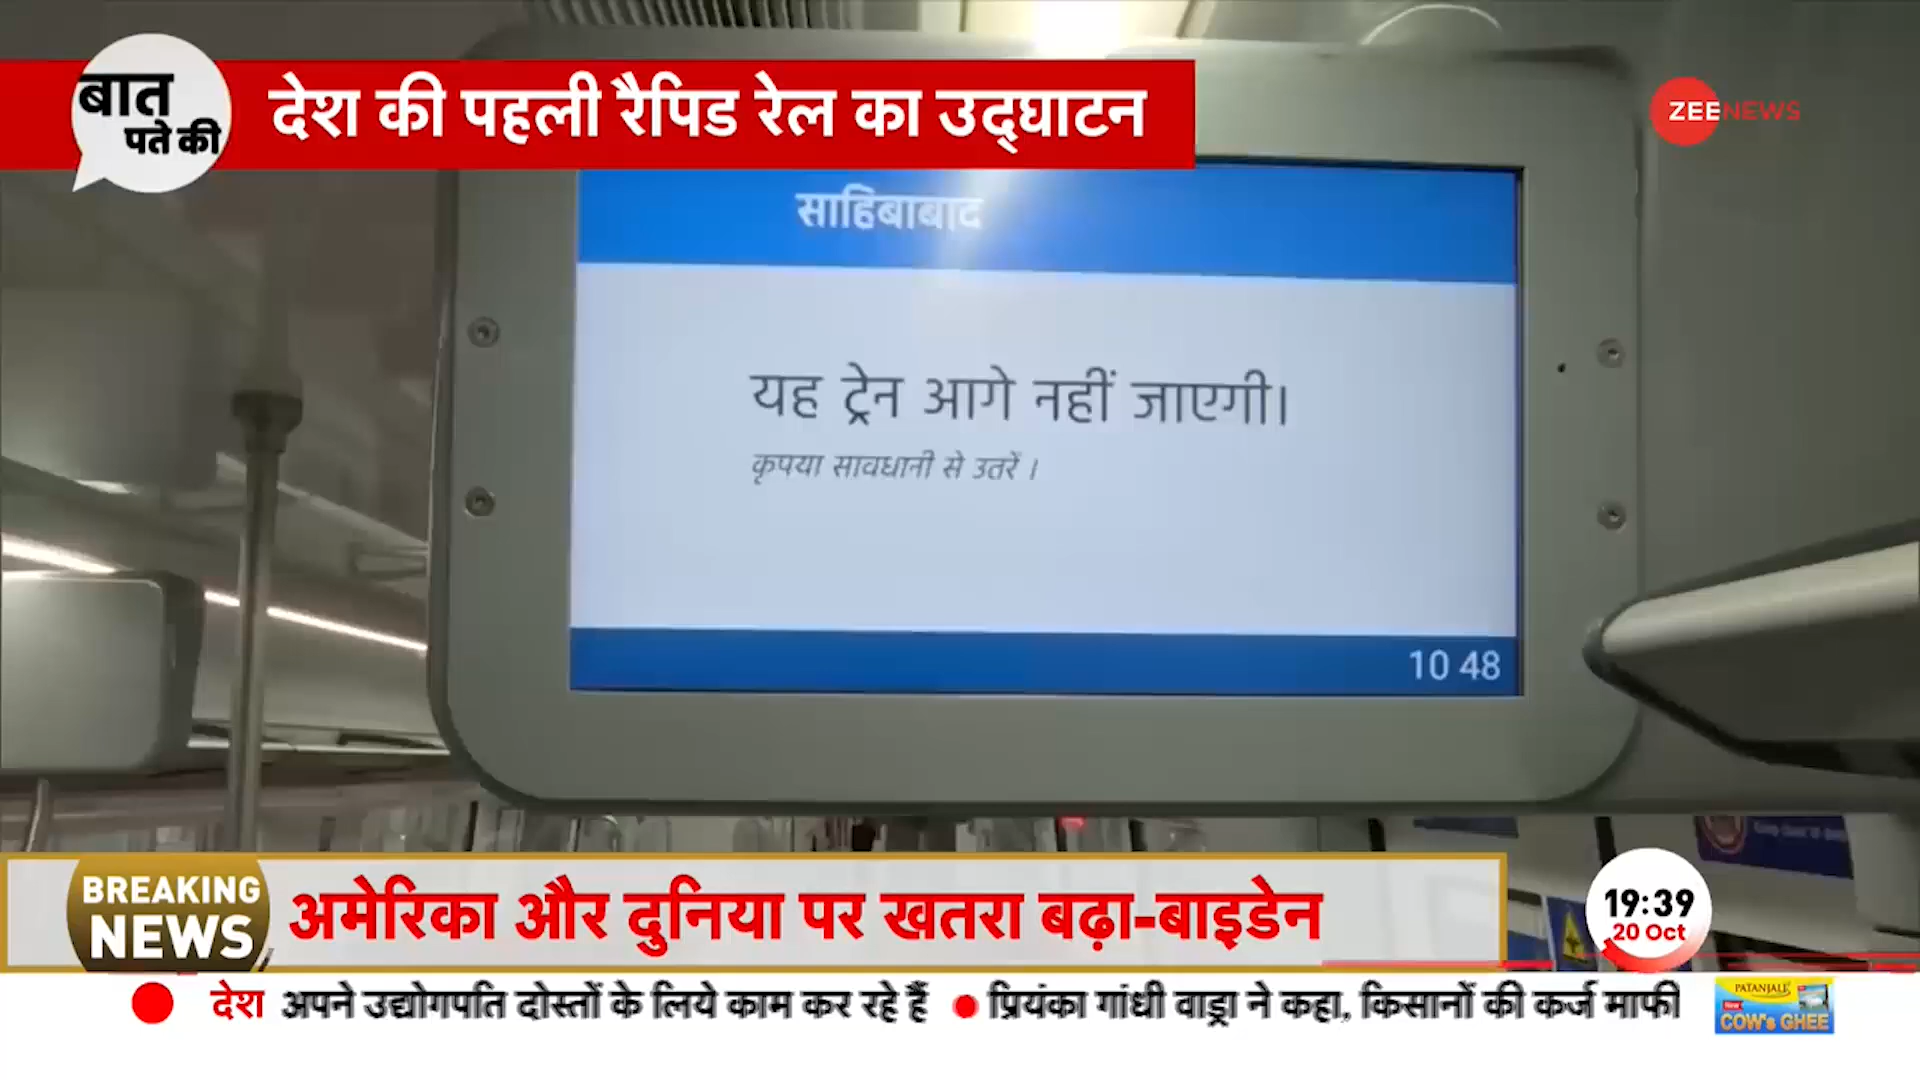 बात
पते की
देश की पहली रैपिड रेल का उद्घाटन
ZEENEWS
साहिबाबाद
यह ट्रेन आगे नहीं जाएगी।
कृपया सावधानी से उतरें ।
10 48
BREAKING
NEWS
अमेरिका और दुनिया पर खतरा बढ़ा-बाइडेन
19:39
20 Oct
देश अपने उद्योगपति दोस्तों के लिये काम कर रहे हैं
प्रियंका गांधी वाड्रा ने कहा, किसानों की कर्ज माफी
PATANJALI
New
COW's GHEE